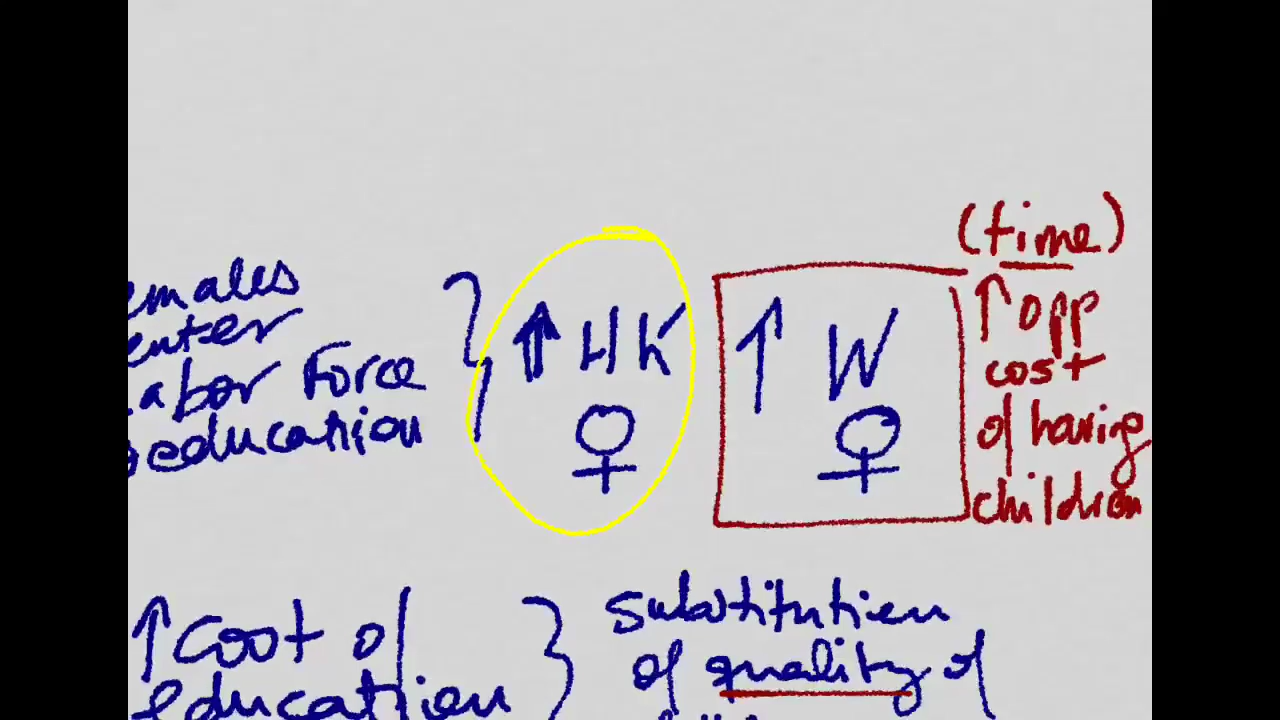 emales
enter
abor Force
education
↑ HK
♀
↑ W
♀
(time)
↑ opp
cost
of having
children
↑ Cost of
education
substitution
of quality of